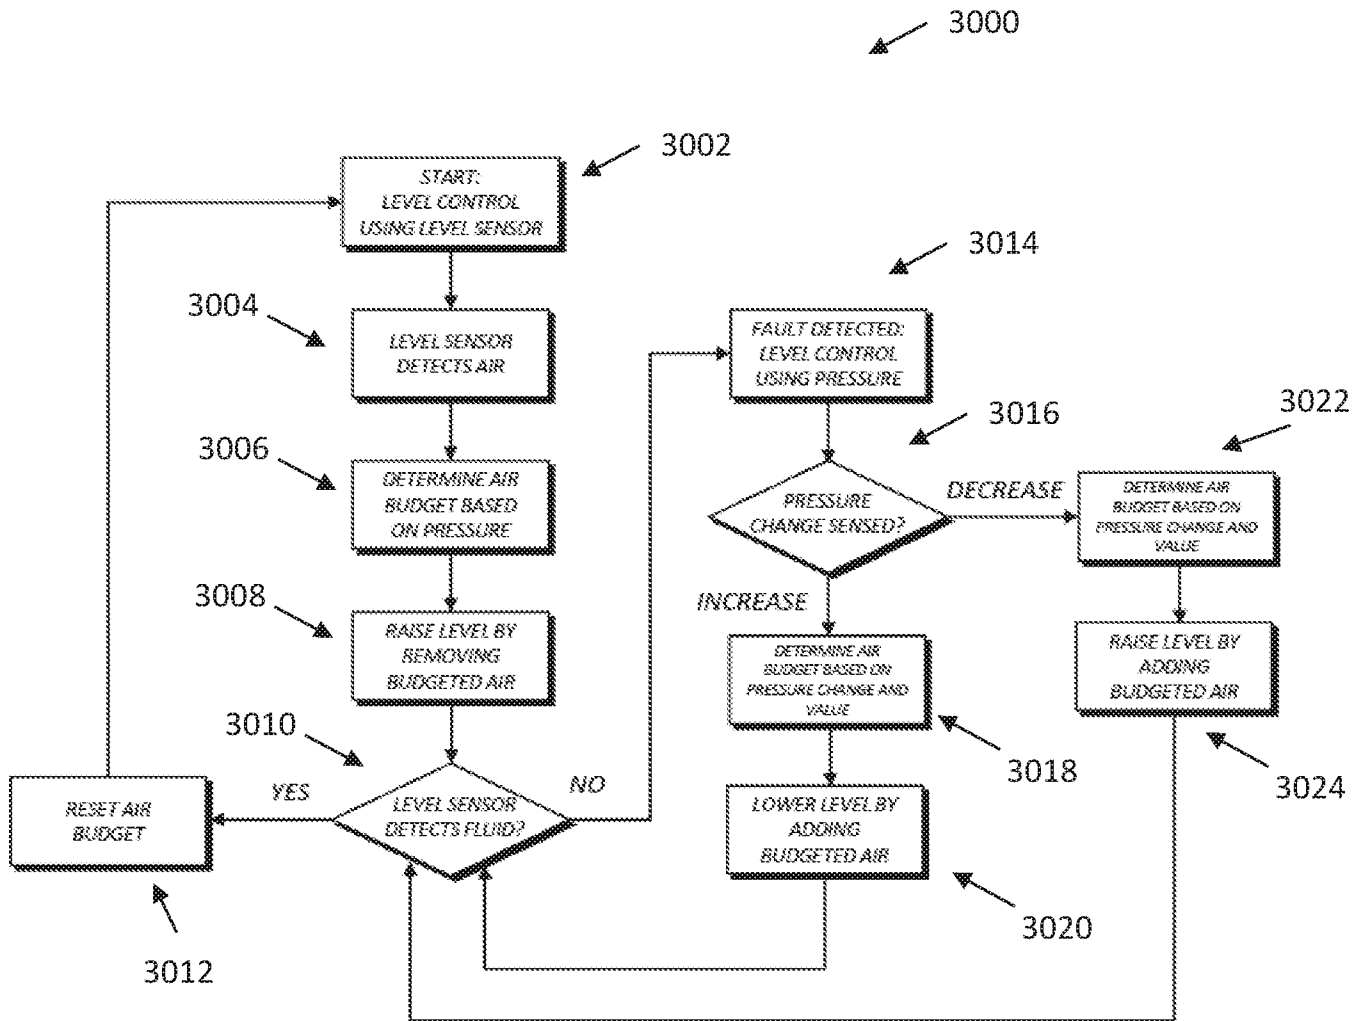 3000
3002
START:
LEVEL CONTROL
USING LEVEL SENSOR
3004
LEVEL SENSOR
DETECTS AIR
3006
DETERMINE AIR
BUDGET BASED
ON PRESSURE
3008
RAISE LEVEL BY
REMOVING
BUDGETED AIR
3010
LEVEL SENSOR
DETECTS FLUID?
YES
NO
RESET AIR
BUDGET
3012
3014
FAULT DETECTED:
LEVEL CONTROL
USING PRESSURE
3016
PRESSURE
CHANGE SENSED?
DECREASE
INCREASE
DETERMINE AIR
BUDGET BASED ON
PRESSURE CHANGE AND
VALUE
3018
LOWER LEVEL BY
ADDING
BUDGETED AIR
3020
3022
DETERMINE AIR
BUDGET BASED ON
PRESSURE CHANGE AND
VALUE
RAISE LEVEL BY
ADDING
BUDGETED AIR
3024